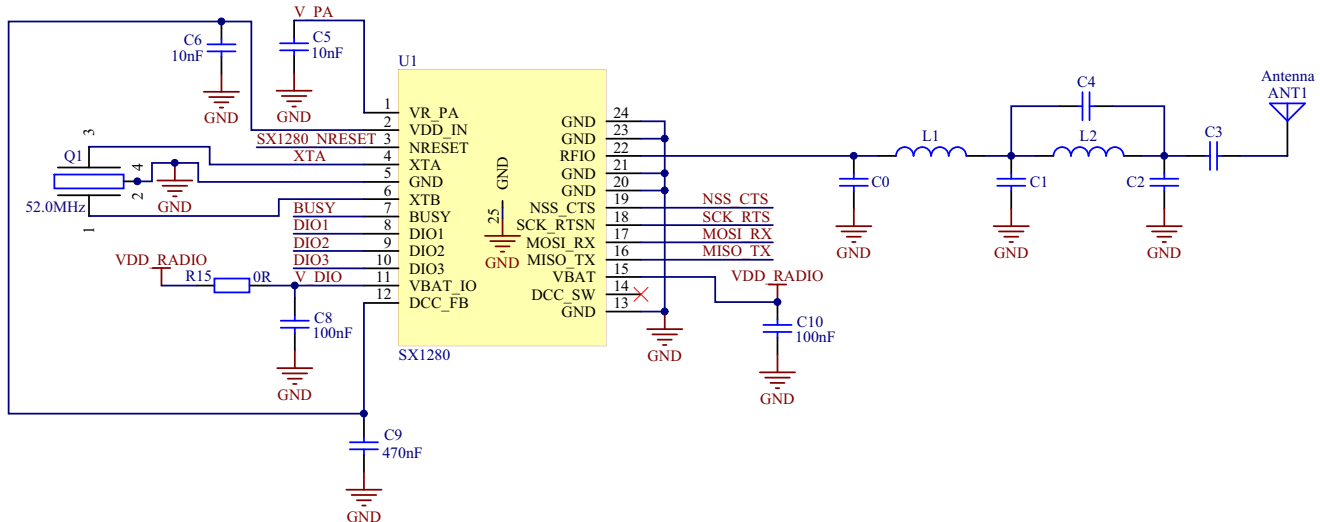 V_PA
C6
10nF
C5
10nF
GND
GND
U1
1
VR_PA
2
VDD_IN
SX1280_NRESET
3
NRESET
XTA
4
XTA
5
GND
6
XTB
BUSY
7
BUSY
DIO1
8
DIO1
DIO2
9
DIO2
DIO3
10
DIO3
V_DIO
11
VBAT_IO
12
DCC_FB
GND
25
GND
24
GND
23
GND
22
RFIO
21
GND
20
GND
19
NSS_CTS
NSS_CTS
18
SCK_RTSN
SCK_RTS
17
MOSI_RX
MOSI_RX
16
MISO_TX
MISO_TX
15
VBAT
14
DCC_SW
13
GND
SX1280
3
Q1
4
2
GND
52.0MHz
1
VDD_RADIO
R15
0R
C8
100nF
GND
C9
470nF
GND
GND
VDD_RADIO
C10
100nF
GND
C0
GND
L1
C1
GND
C4
L2
C2
GND
C3
Antenna
ANT1